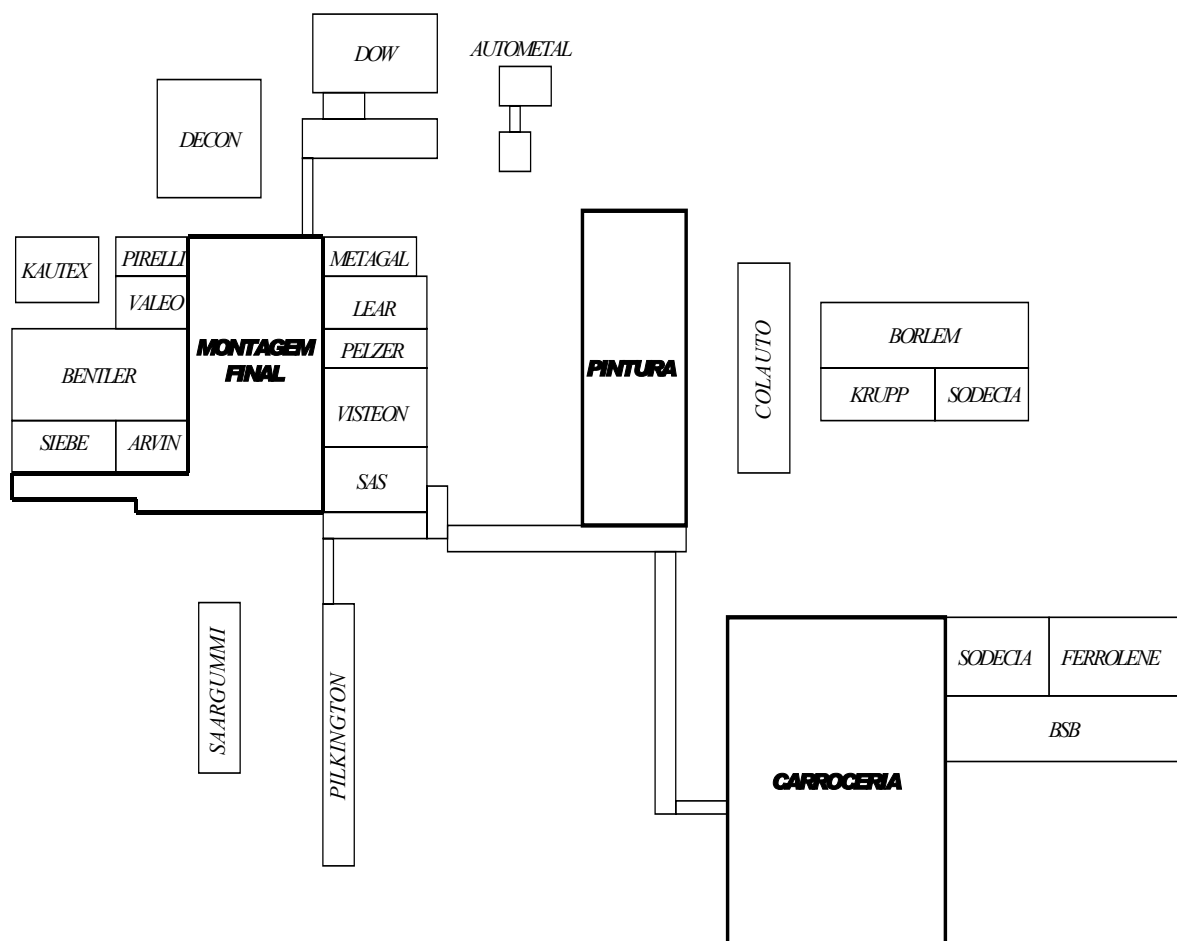 DOW
AUTOMETAL
DECON
KAUTEX
PIRELLI
METAGAL
VALEO
LEAR
MONTAGEM
FINAL
PELZER
BENTLER
VISTEON
SIEBE
ARVIN
SAS
PINTURA
COLAUTO
BORLEM
KRUPP
SODECIA
SAARGUMMI
PILKINGTON
SODECIA
FERROLENE
BSB
CARROCERIA